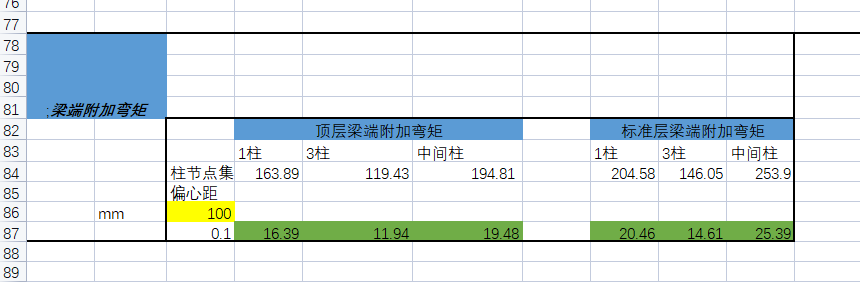 76
77
78
79
80
81 ;梁端附加弯矩
82 顶层梁端附加弯矩 标准层梁端附加弯矩
83 1柱 3柱 中间柱 1柱 3柱 中间柱
84 柱节点集 163.89 119.43 194.81 204.58 146.05 253.9
85 偏心距
86 mm 100
87 0.1 16.39 11.94 19.48 20.46 14.61 25.39
88
89